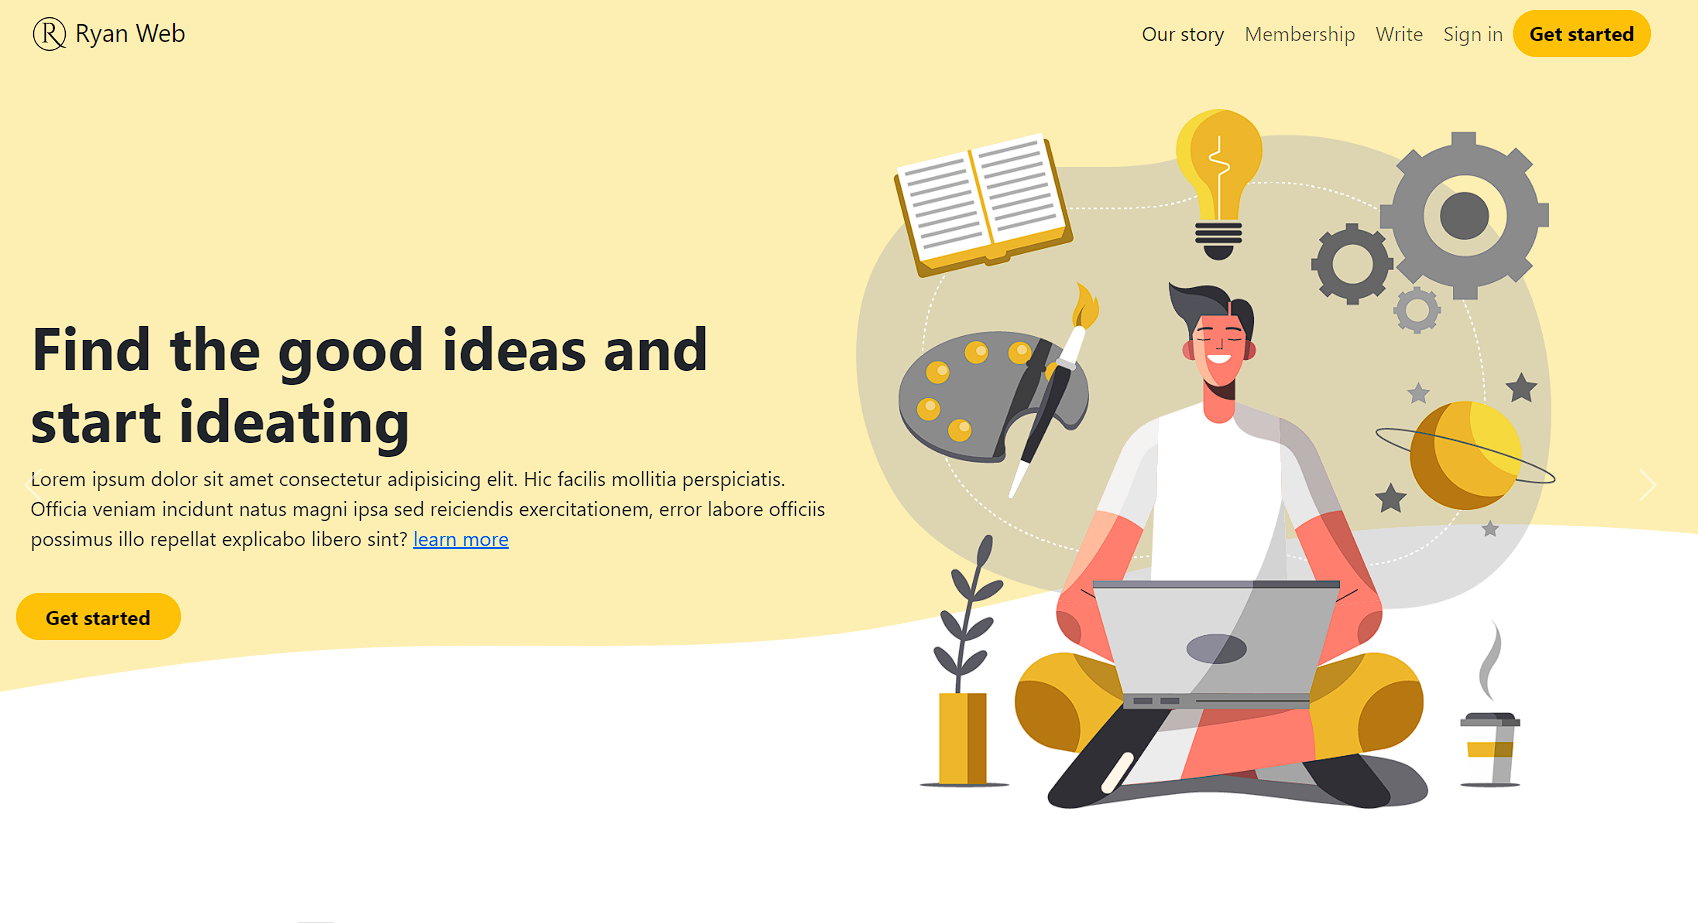 R Ryan Web
Our story Membership Write Sign in Get started
Find the good ideas and
start ideating
Lorem ipsum dolor sit amet consectetur adipisicing elit. Hic facilis mollitia perspiciatis.
Officia veniam incidunt natus magni ipsa sed reiciendis exercitationem, error labore officiis
possimus illo repellat explicabo libero sint? learn more
Get started